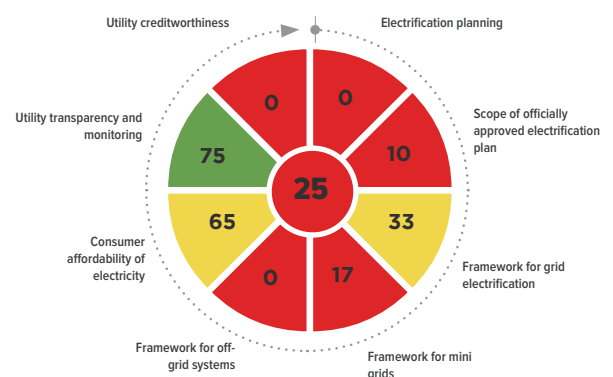 Utility creditworthiness
Electrification planning
0
0
Utility transparency and
monitoring
Scope of officially
approved electrification
plan
75
10
25
65
33
Consumer
affordability of
electricity
Framework for grid
electrification
0
17
Framework for off-
grid systems
Framework for mini
grids